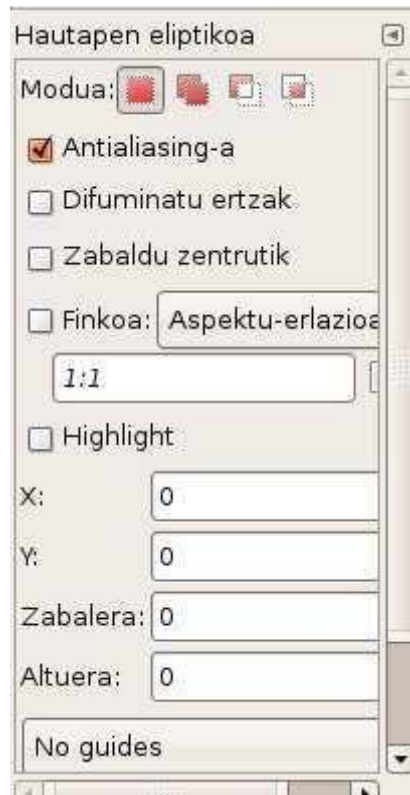 Hautapen eliptikoa
Modua:
Antialiasing-a
Difuminatu ertzak
Zabaldu zentrutik
Finkoa: Aspektu-erlazioa
1:1
Highlight
X: 0
Y: 0
Zabalera: 0
Altuera: 0
No guides